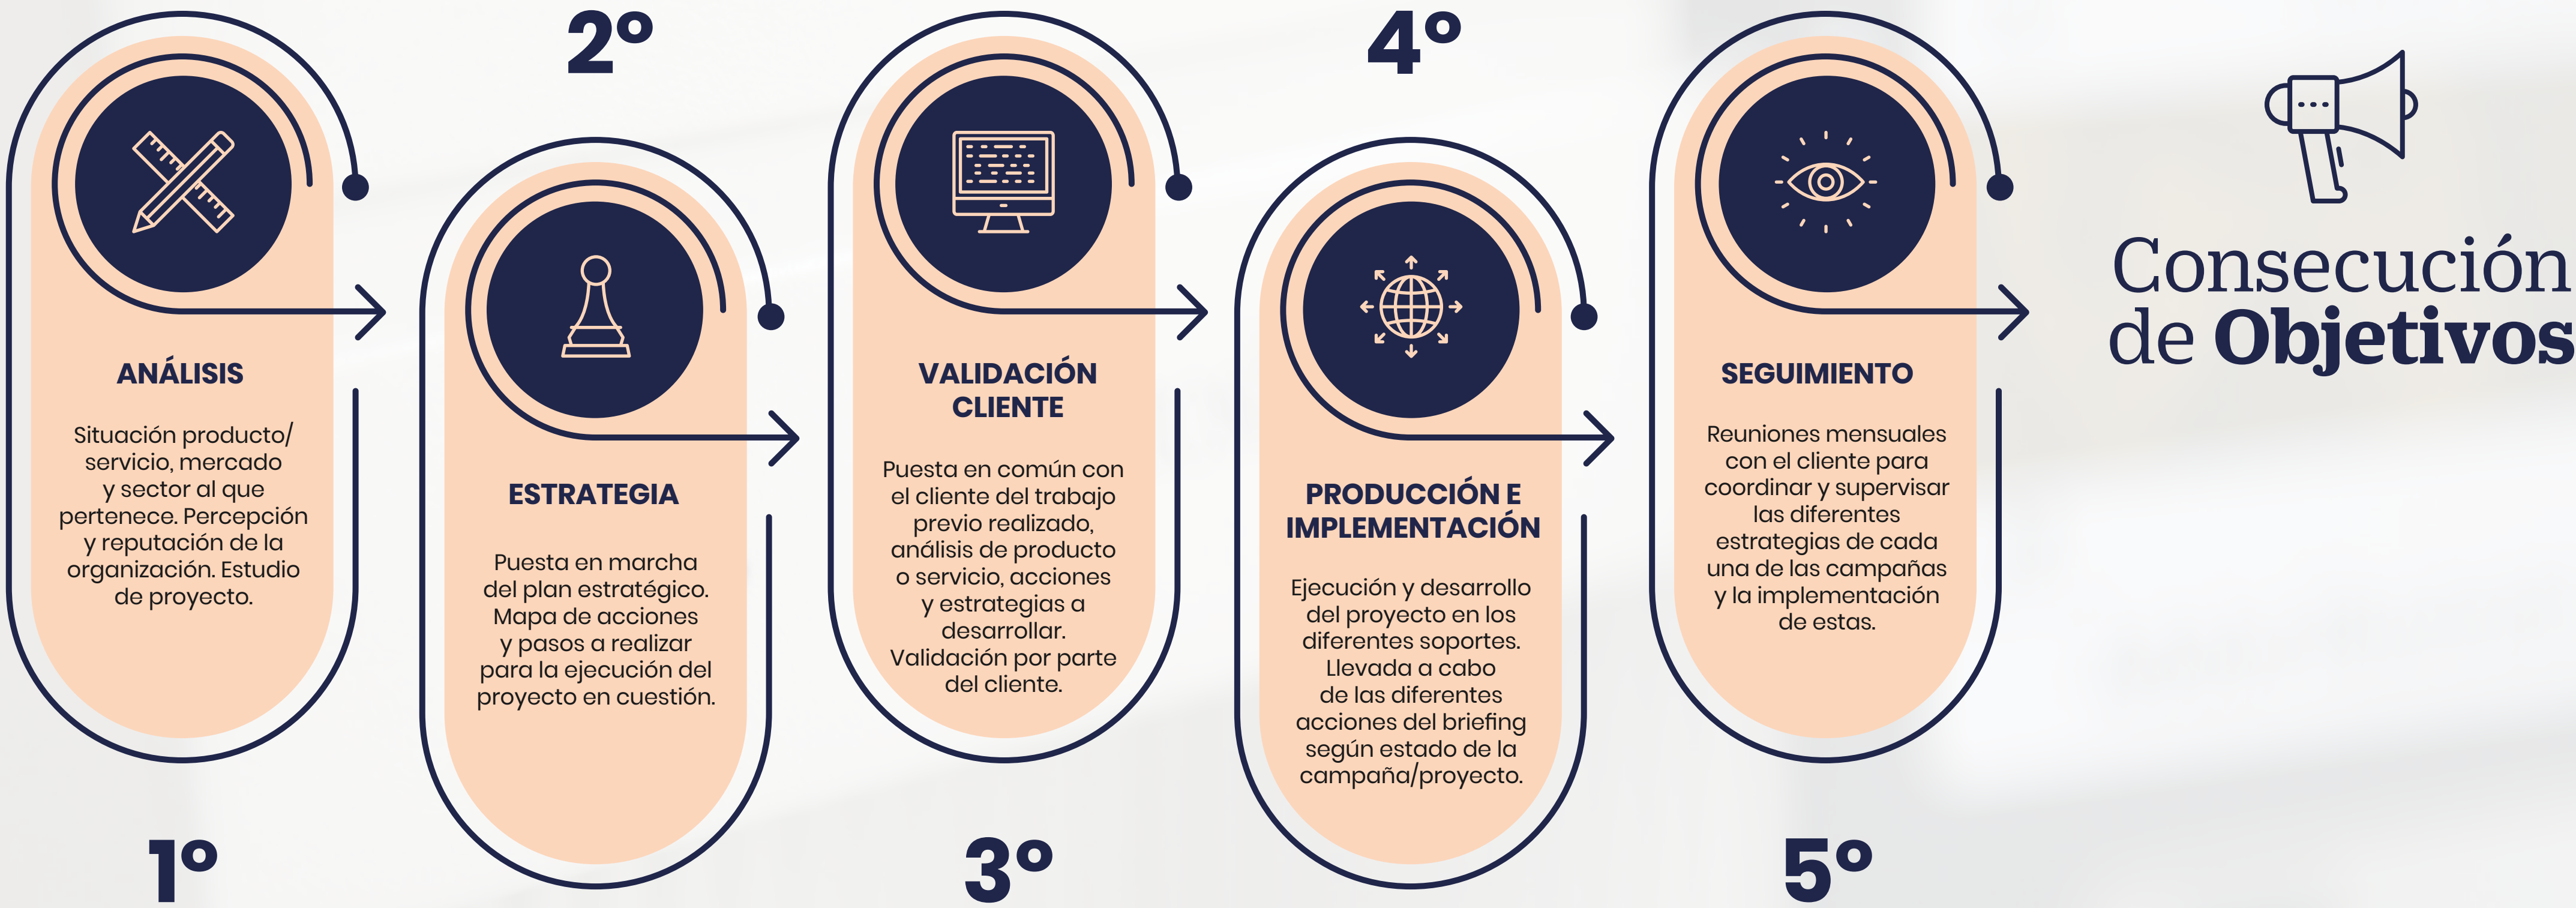 1º
ANÁLISIS
Situación producto/
servicio, mercado
y sector al que
pertenece. Percepción
y reputación de la
organización. Estudio
de proyecto.
2º
ESTRATEGIA
Puesta en marcha
del plan estratégico.
Mapa de acciones
y pasos a realizar
para la ejecución del
proyecto en cuestión.
3º
VALIDACIÓN
CLIENTE
Puesta en común con
el cliente del trabajo
previo realizado,
análisis de producto
o servicio, acciones
y estrategias a
desarrollar.
Validación por parte
del cliente.
4º
PRODUCCIÓN E
IMPLEMENTACIÓN
Ejecución y desarrollo
del proyecto en los
diferentes soportes.
Llevada a cabo
de las diferentes
acciones del briefing
según estado de la
campaña/proyecto.
5º
SEGUIMIENTO
Reuniones mensuales
con el cliente para
coordinar y supervisar
las diferentes
estrategias de cada
una de las campañas
y la implementación
de estas.
Consecución
de Objetivos